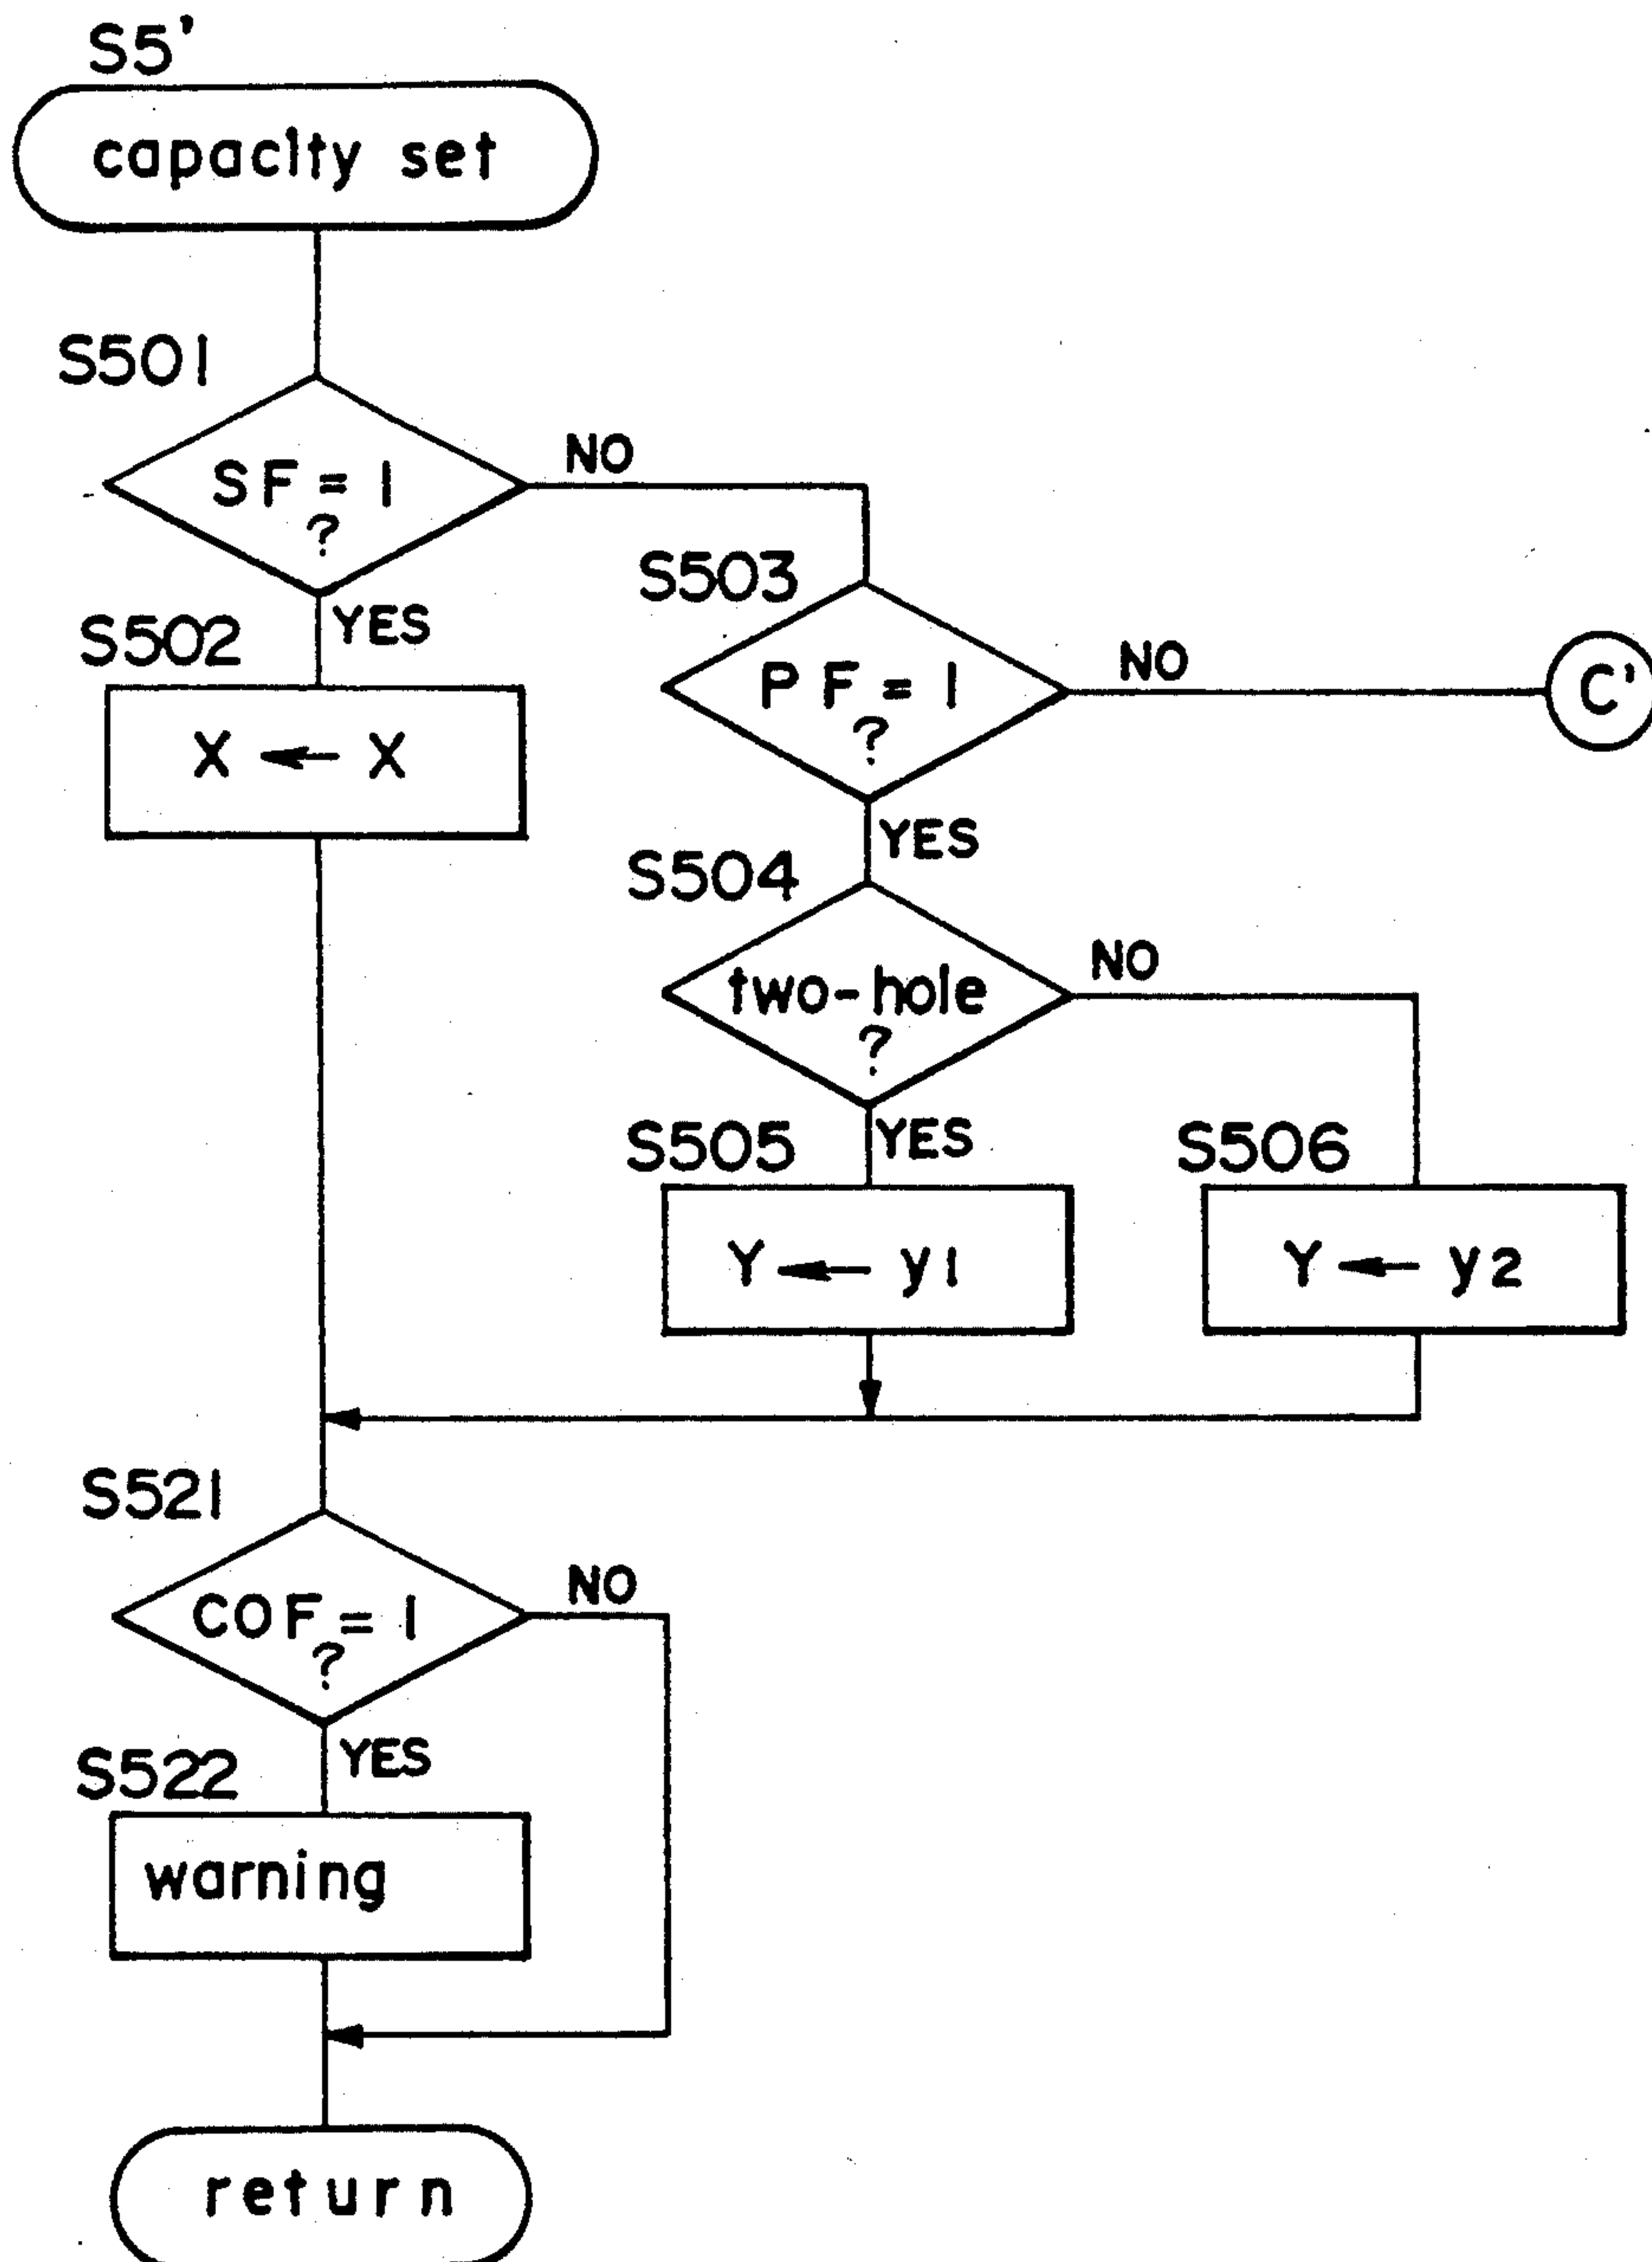 S5'
capacity set
S501
SF = 1
?
NO
YES
S502
X ← X
S503
PF = 1
?
NO
C'
YES
S504
two-hole
?
NO
YES
S505
Y ← y1
S506
Y ← y2
S521
COF = 1
?
NO
YES
S522
warning
return